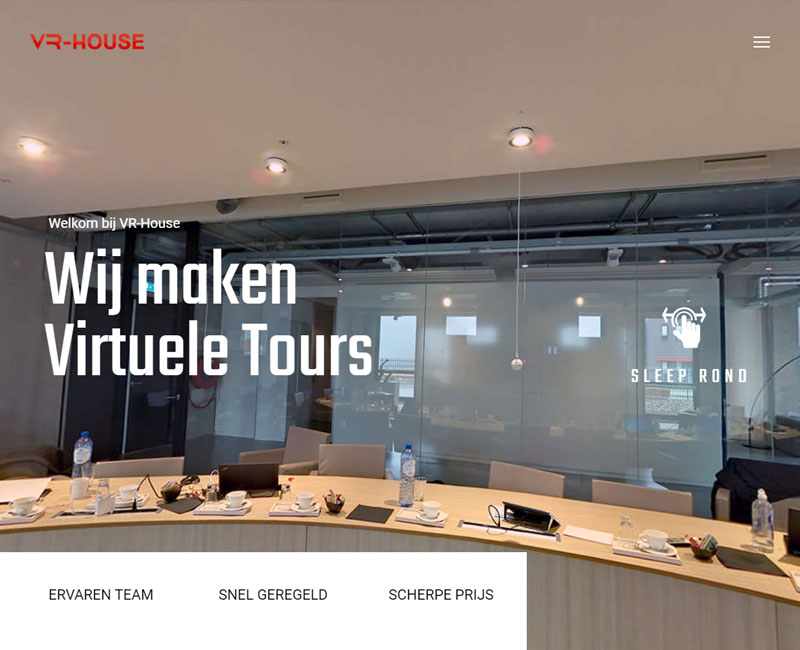 VR-HOUSE
Welkom bij VR-House
Wij maken
Virtuele Tours
SLEEP ROND
ERVAREN TEAM
SNEL GEREGELD
SCHERPE PRIJS